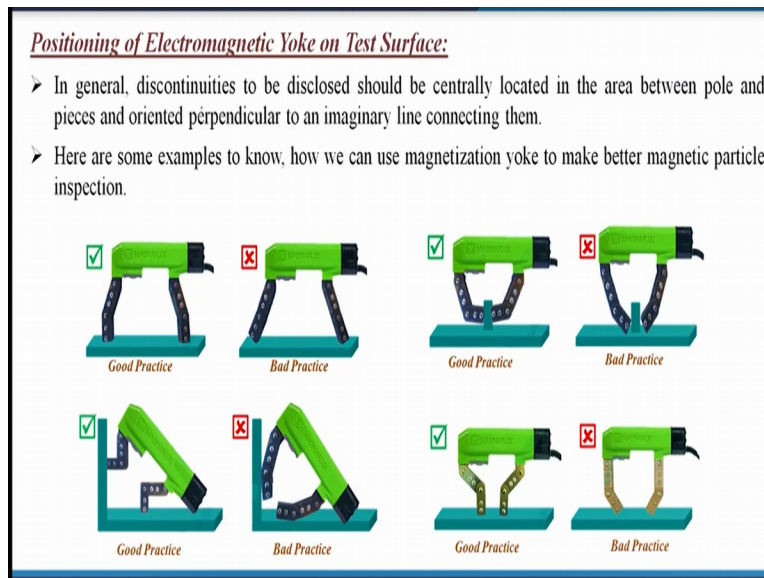 Positioning of Electromagnetic Yoke on Test Surface:
➢ In general, discontinuities to be disclosed should be centrally located in the area between pole and
pieces and oriented perpendicular to an imaginary line connecting them.
➢ Here are some examples to know, how we can use magnetization yoke to make better magnetic particle
inspection.
Good Practice
Bad Practice
Good Practice
Bad Practice
Good Practice
Bad Practice
Good Practice
Bad Practice